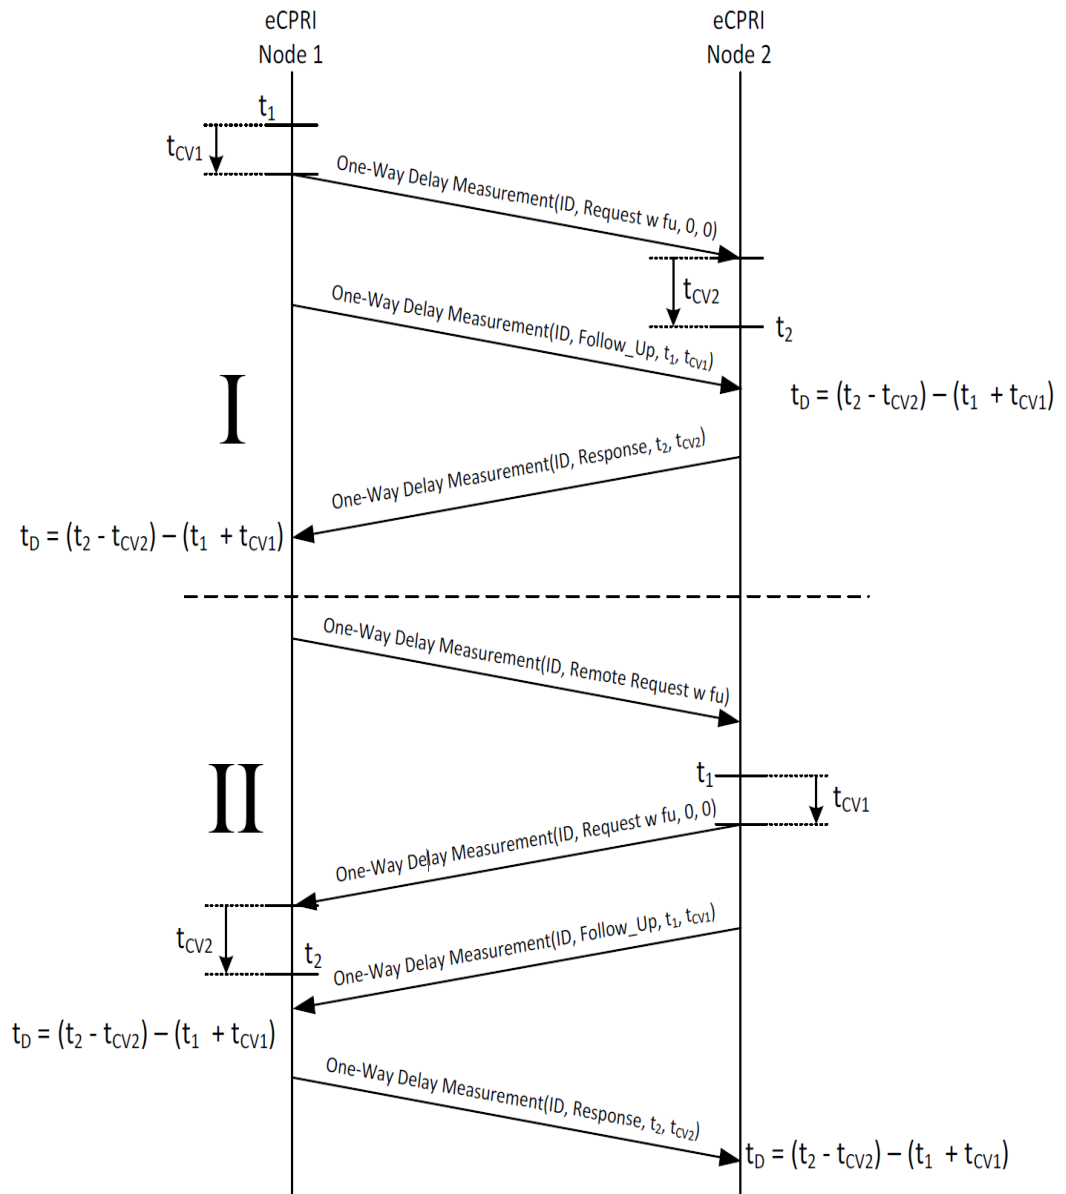 eCPRI
Node 1
eCPRI
Node 2
t1
tCV1
One-Way Delay Measurement(ID, Request w fu, 0, 0)
tCV2
t2
One-Way Delay Measurement(ID, Follow_Up, t1, tCV1)
I
tD = (t2 - tCV2) – (t1 + tCV1)
One-Way Delay Measurement(ID, Response, t2, tCV2)
tD = (t2 - tCV2) – (t1 + tCV1)
One-Way Delay Measurement(ID, Remote Request w fu)
II
t1
tCV1
One-Way Delay Measurement(ID, Request w fu, 0, 0)
tCV2
t2
One-Way Delay Measurement(ID, Follow_Up, t1, tCV1)
tD = (t2 - tCV2) – (t1 + tCV1)
One-Way Delay Measurement(ID, Response, t2, tCV2)
tD = (t2 - tCV2) – (t1 + tCV1)